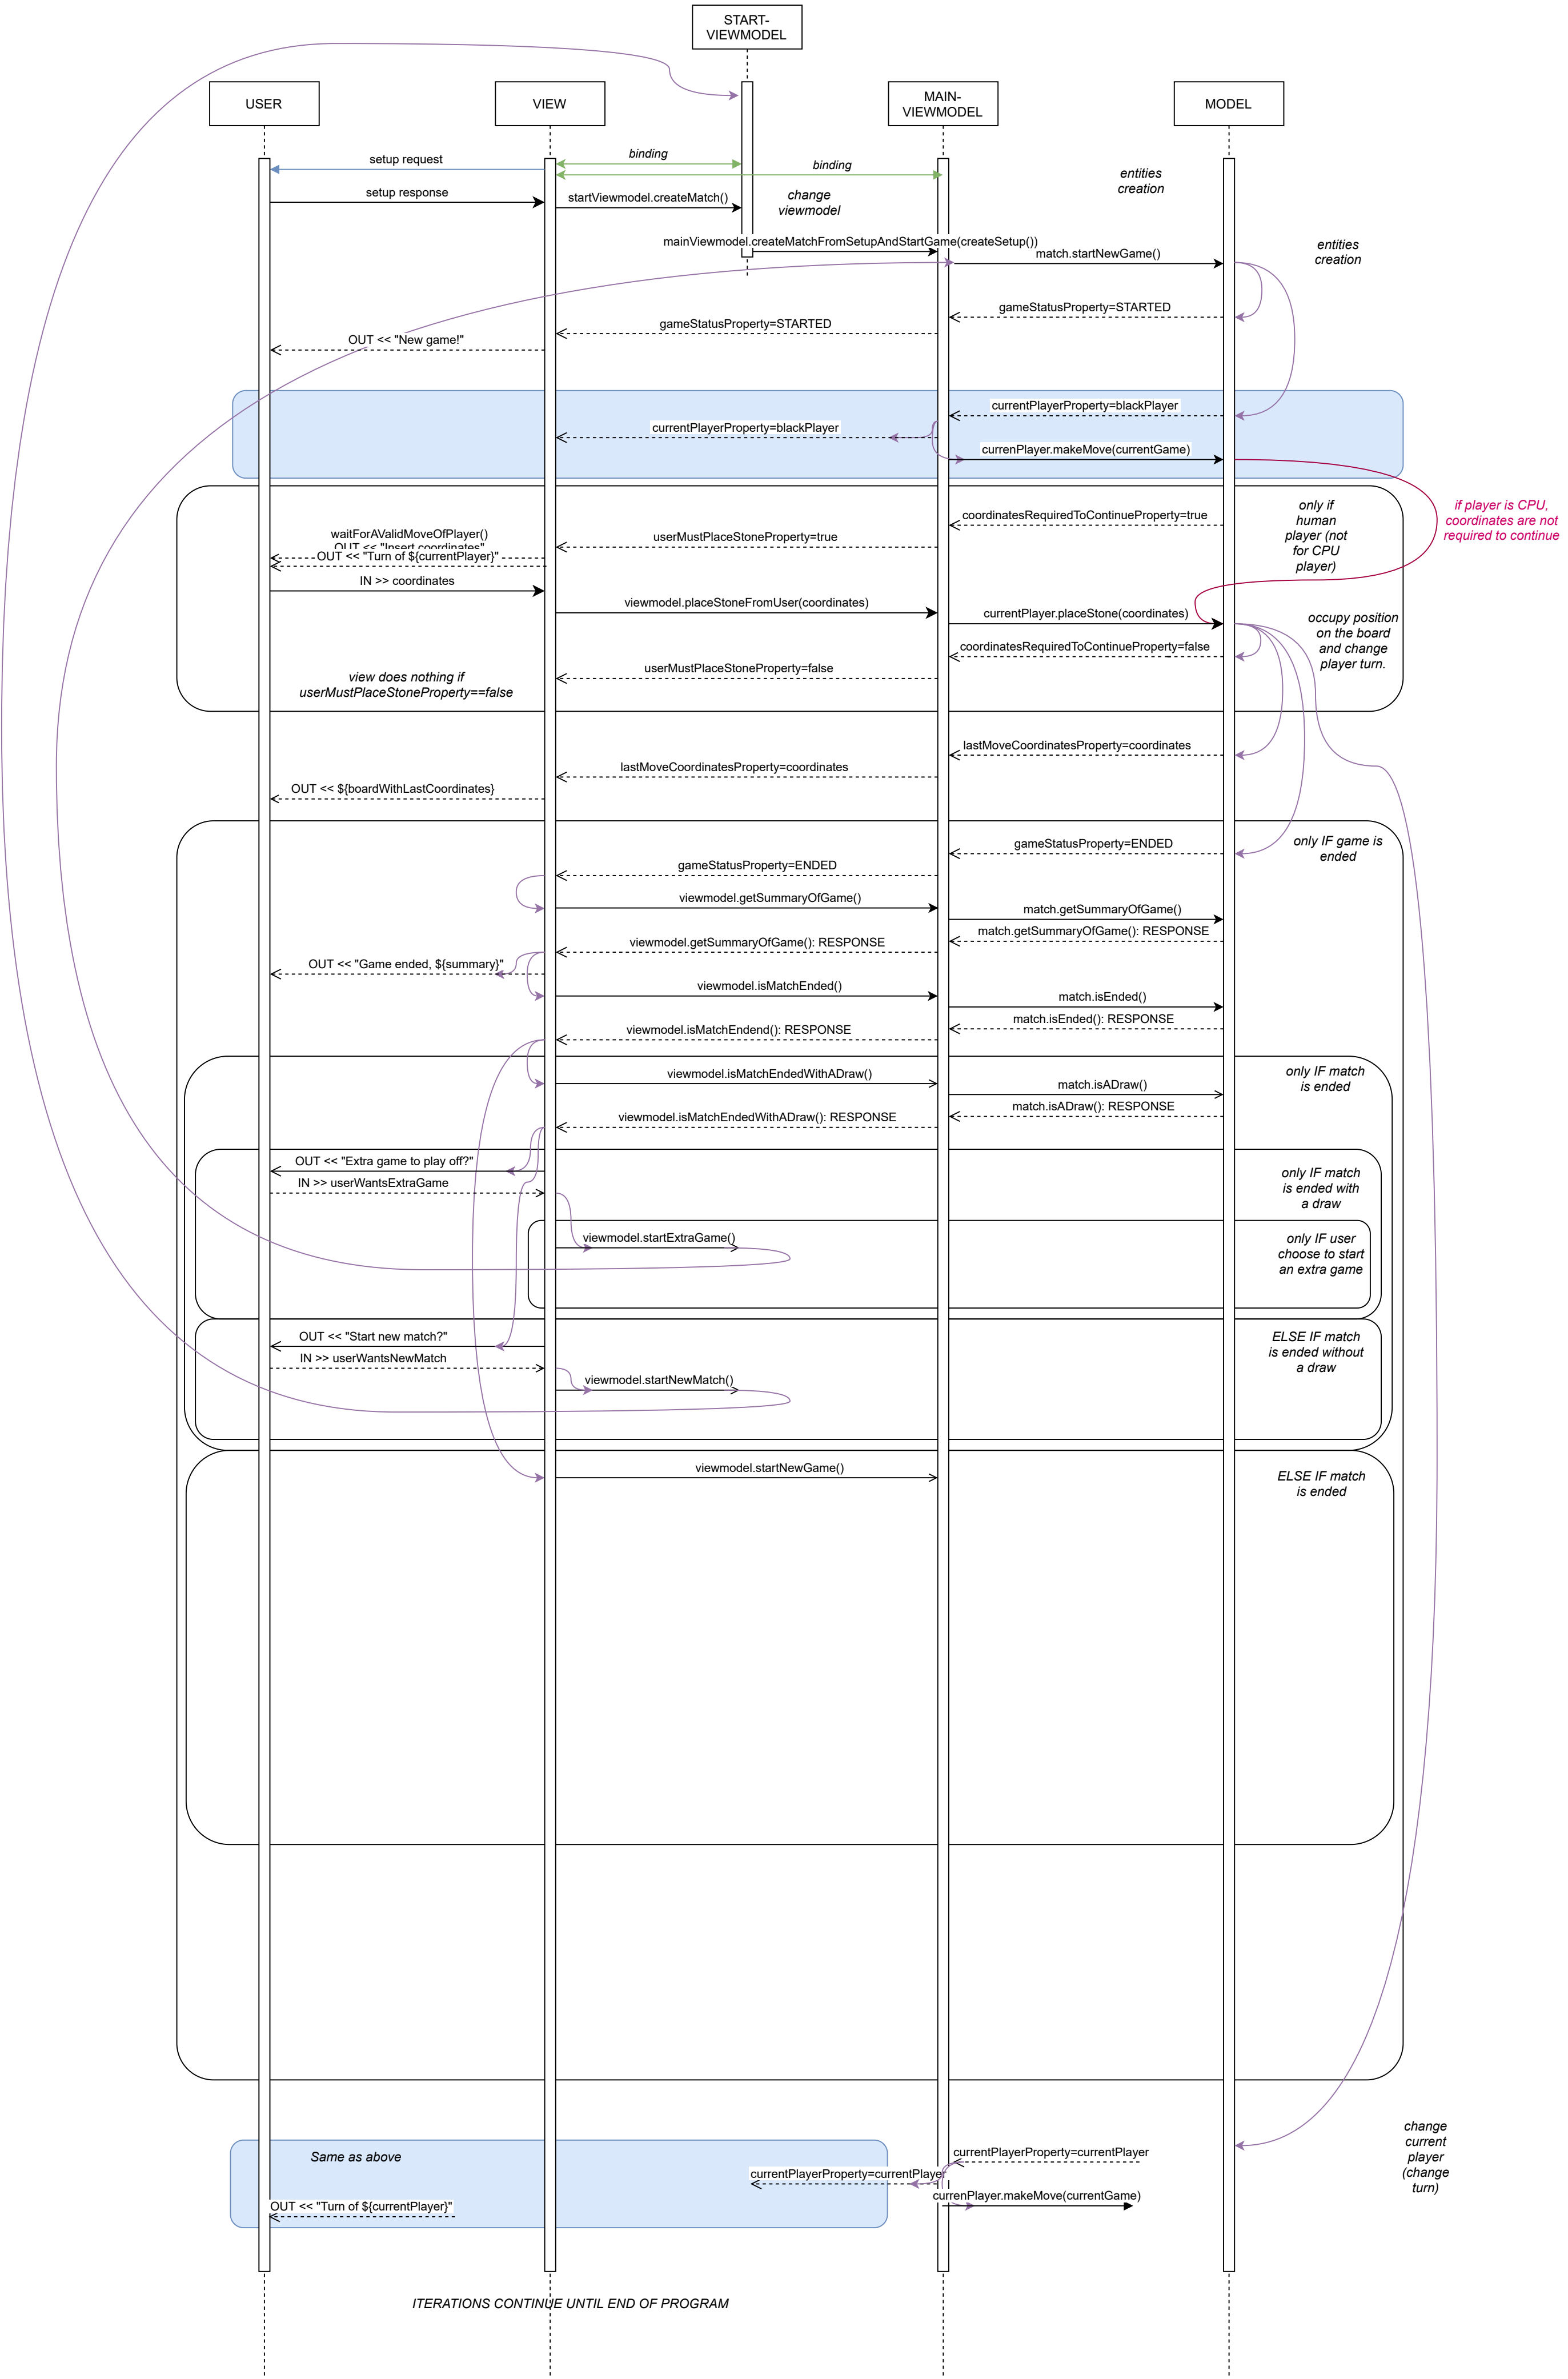 START-
VIEWMODEL
USER
VIEW
MAIN-
VIEWMODEL
MODEL
setup request
binding
binding
entities
creation
setup response
startViewmodel.createMatch()
change
viewmodel
mainViewmodel.createMatchFromSetupAndStartGame(createSetup())
match.startNewGame()
entities
creation
gameStatusProperty=STARTED
gameStatusProperty=STARTED
OUT << "New game!"
currentPlayerProperty=blackPlayer
currentPlayerProperty=blackPlayer
currenPlayer.makeMove(currentGame)
coordinatesRequiredToContinueProperty=true
only if
human
player (not
for CPU
player)
if player is CPU,
coordinates are not
required to continue
userMustPlaceStoneProperty=true
waitForAValidMoveOfPlayer()
OUT << "Insert coordinates"
OUT << "Turn of ${currentPlayer}"
IN >> coordinates
viewmodel.placeStoneFromUser(coordinates)
currentPlayer.placeStone(coordinates)
occupy position
on the board
and change
player turn.
coordinatesRequiredToContinueProperty=false
userMustPlaceStoneProperty=false
view does nothing if
userMustPlaceStoneProperty==false
lastMoveCoordinatesProperty=coordinates
lastMoveCoordinatesProperty=coordinates
OUT << ${boardWithLastCoordinates}
gameStatusProperty=ENDED
only IF game is
ended
gameStatusProperty=ENDED
viewmodel.getSummaryOfGame()
match.getSummaryOfGame()
match.getSummaryOfGame(): RESPONSE
viewmodel.getSummaryOfGame(): RESPONSE
OUT << "Game ended, ${summary}"
viewmodel.isMatchEnded()
match.isEnded()
match.isEnded(): RESPONSE
viewmodel.isMatchEndend(): RESPONSE
only IF match
is ended
viewmodel.isMatchEndedWithADraw()
match.isADraw()
match.isADraw(): RESPONSE
viewmodel.isMatchEndedWithADraw(): RESPONSE
OUT << "Extra game to play off?"
IN >> userWantsExtraGame
only IF match
is ended with
a draw
viewmodel.startExtraGame()
only IF user
choose to start
an extra game
OUT << "Start new match?"
IN >> userWantsNewMatch
ELSE IF match
is ended without
a draw
viewmodel.startNewMatch()
viewmodel.startNewGame()
ELSE IF match
is ended
change
current
player
(change
turn)
Same as above
currentPlayerProperty=currentPlayer
currentPlayerProperty=currentPlayer
currenPlayer.makeMove(currentGame)
OUT << "Turn of ${currentPlayer}"
ITERATIONS CONTINUE UNTIL END OF PROGRAM